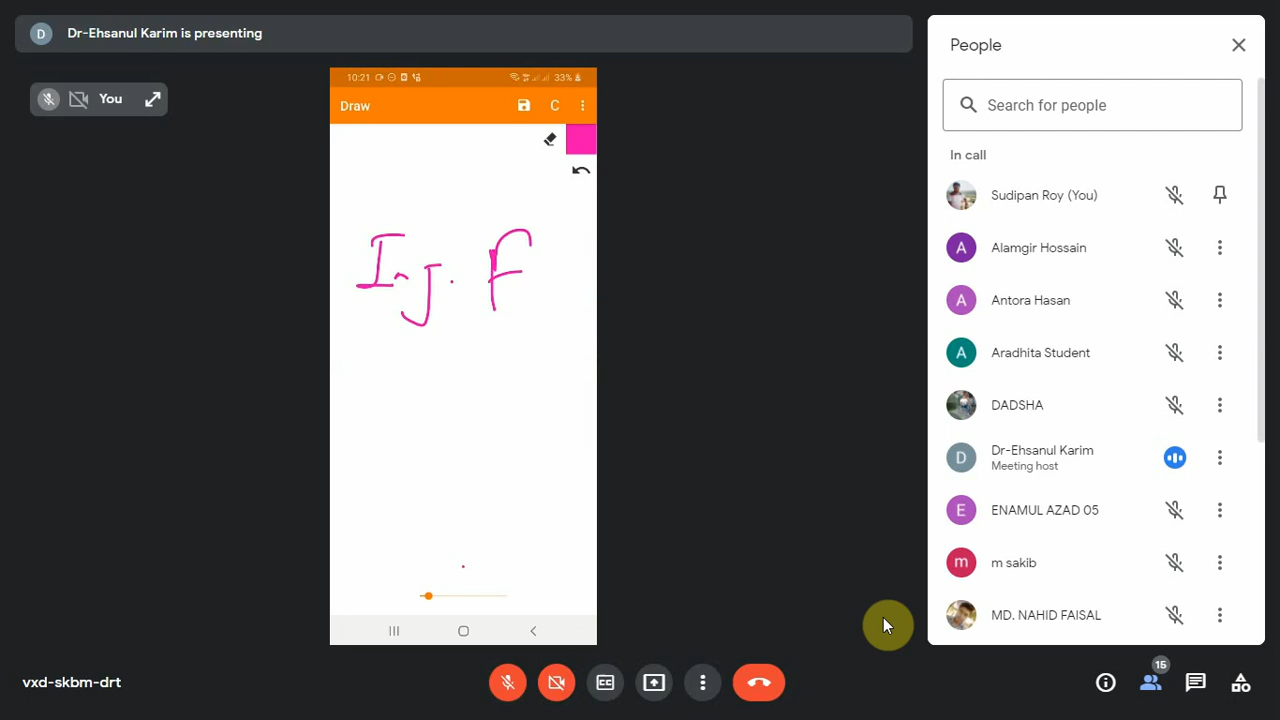 D Dr-Ehsanul Karim is presenting
You
10:21 33%
Draw C
Inj. F
People
Search for people
In call
Sudipan Roy (You)
A Alamgir Hossain
A Antora Hasan
A Aradhita Student
DADSHA
D Dr-Ehsanul Karim
Meeting host
E ENAMUL AZAD 05
m m sakib
MD. NAHID FAISAL
vxd-skbm-drt
CC
15